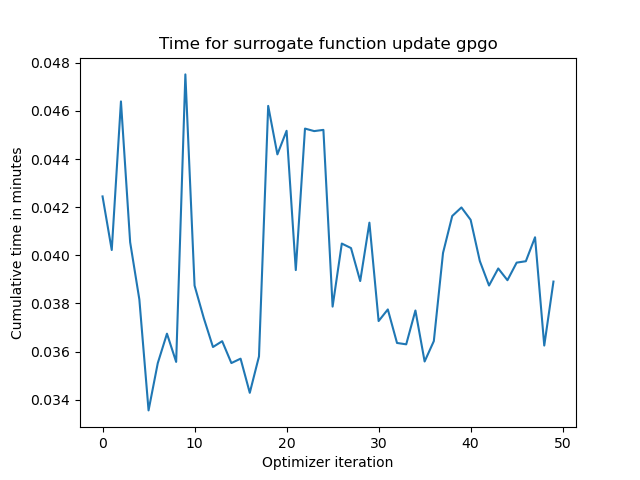 Time for surrogate function update gpgo
0.048
0.046
0.044
0.042
0.040
0.038
0.036
0.034
Cumulative time in minutes
0 10 20 30 40 50
Optimizer iteration